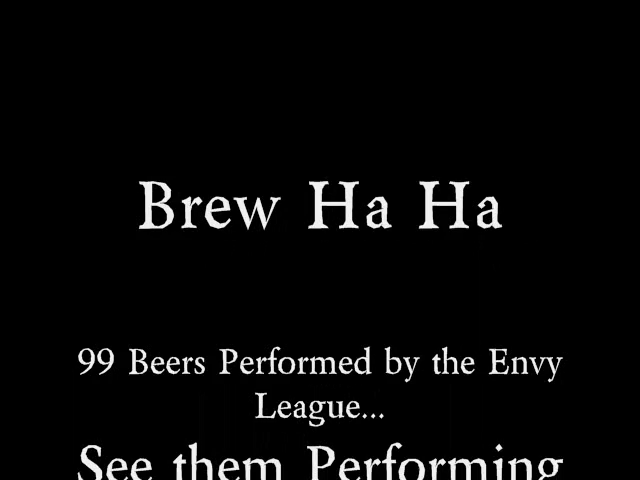 Brew Ha Ha
99 Beers Performed by the Envy
League...
See them Performing